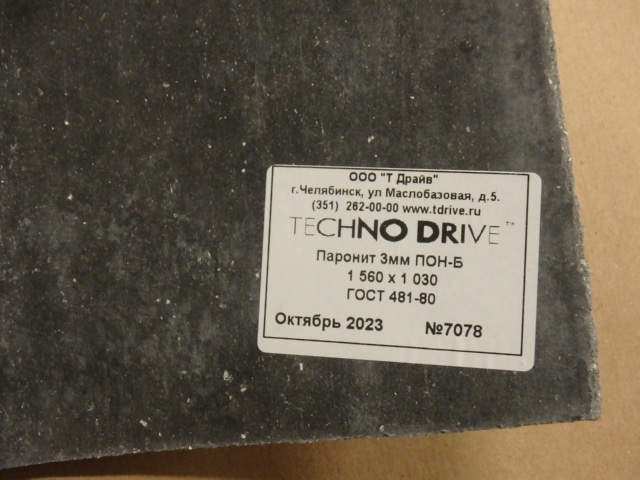 ООО "Т Драйв"
г.Челябинск, ул Маслобазовая, д.5.
(351) 262-00-00 www.tdrive.ru
TECHNO DRIVE™
Паронит 3мм ПОН-Б
1 560 х 1 030
ГОСТ 481-80
Октябрь 2023 №7078